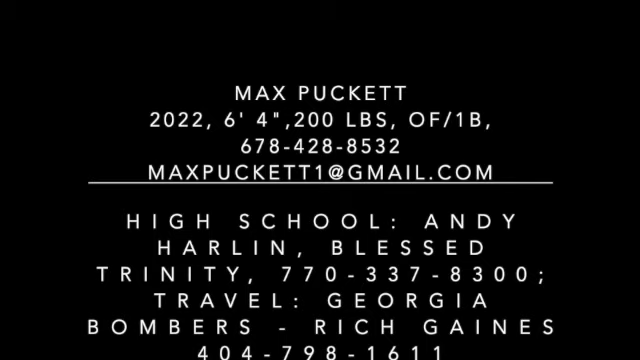 MAX PUCKETT
2022, 6' 4",200 LBS, OF/1B,
678-428-8532
MAXPUCKETT1@GMAIL.COM
HIGH SCHOOL: ANDY
HARLIN, BLESSED
TRINITY, 770-337-8300;
TRAVEL: GEORGIA
BOMBERS - RICH GAINES
404-798-1611